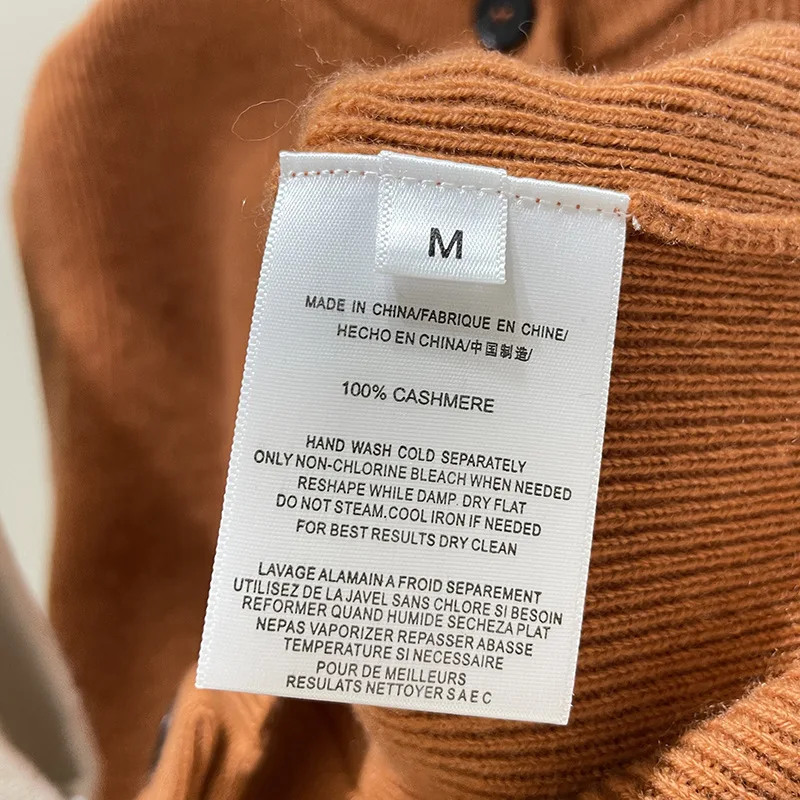 M
MADE IN CHINA/FABRIQUE EN CHINE/
HECHO EN CHINA/中国制造/
100% CASHMERE
HAND WASH COLD SEPARATELY
ONLY NON-CHLORINE BLEACH WHEN NEEDED
RESHAPE WHILE DAMP. DRY FLAT
DO NOT STEAM.COOL IRON IF NEEDED
FOR BEST RESULTS DRY CLEAN
LAVAGE ALAMAIN A FROID SEPAREMENT
UTILISEZ DE LA JAVEL SANS CHLORE SI BESOIN
REFORMER QUAND HUMIDE SECHEZA PLAT
NEPAS VAPORIZER REPASSER ABASSE
TEMPERATURE SI NECESSAIRE
POUR DE MEILLEURS
RESULATS NETTOYER S A E C